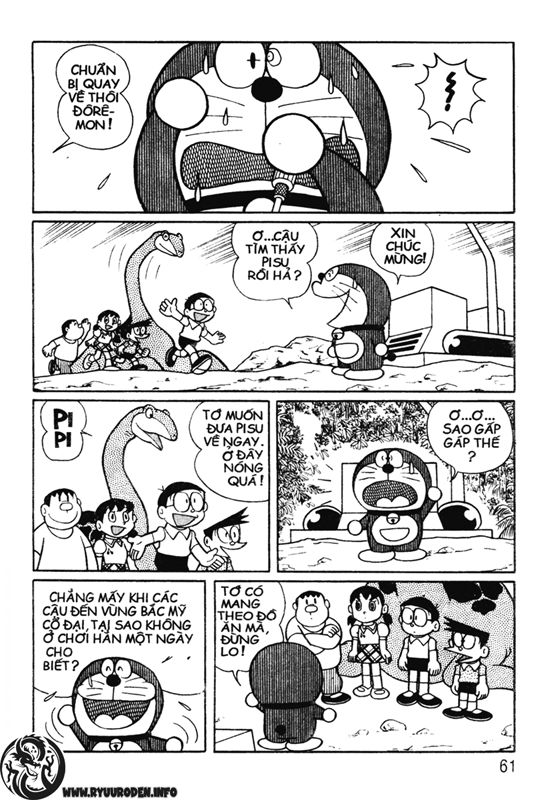 CHUẨN
BỊ QUAY
VỀ THÔI
ĐÔRÊ-
MON!
!
Ơ...CẬU
TÌM THẤY
PISU
RỒI HẢ?
XIN
CHÚC
MỪNG!
PI
PI
TỚ MUỐN
ĐƯA PISU
VỀ NGAY.
Ở ĐÂY
NÓNG
QUÁ!
Ơ...Ơ...
SAO GẤP
GÁP THẾ
?
CHẲNG MẤY KHI CÁC
CẬU ĐẾN VÙNG BẮC MỸ
CỔ ĐẠI, TẠI SAO KHÔNG
Ở CHƠI HẲN MỘT NGÀY
CHO
BIẾT?
TỚ CÓ
MANG
THEO ĐỒ
ĂN MÀ,
ĐỪNG
LO!
61
WWW.RYUURODEN.INFO